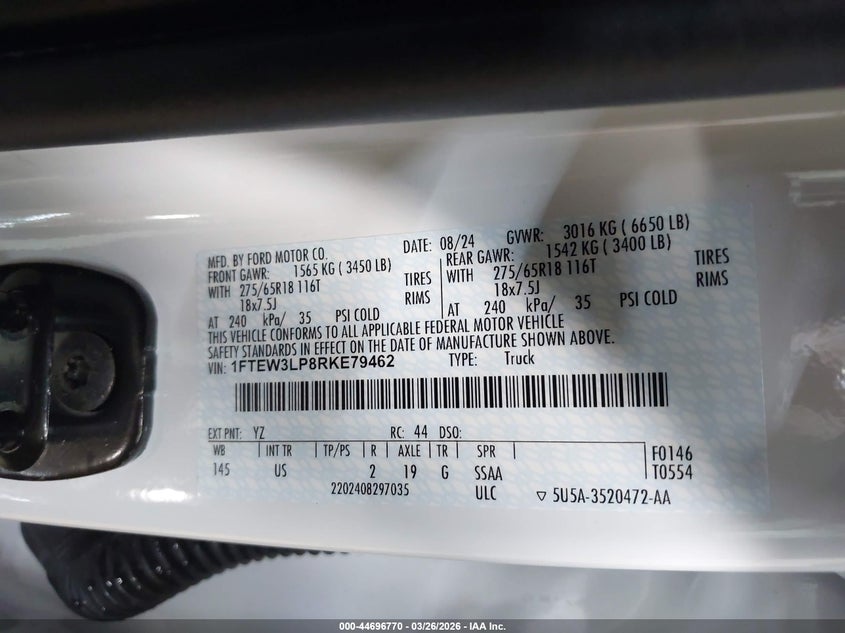 MFD. BY FORD MOTOR CO. DATE: 08/24 GVWR: 3016 KG ( 6650 LB)
FRONT GAWR: 1565 KG ( 3450 LB) REAR GAWR: 1542 KG ( 3400 LB)
WITH 275/65R18 116T TIRES WITH 275/65R18 116T TIRES
18x7.5J RIMS 18x7.5J RIMS
AT 240 kPa/ 35 PSI COLD AT 240 kPa/ 35 PSI COLD
THIS VEHICLE CONFORMS TO ALL APPLICABLE FEDERAL MOTOR VEHICLE
SAFETY STANDARDS IN EFFECT ON THE DATE OF MANUFACTURE SHOWN ABOVE.
VIN: 1FTEW3LP8RKE79462 TYPE: Truck
EXT PNT: YZ RC: 44 DSO:
WB INT TR TP/PS R AXLE TR SPR F0146
145 US 2 19 G SSAA T0554
2202408297035 ULC ▽ 5U5A-3520472-AA
000-44696770 | 03/26/2026 | IAA Inc.